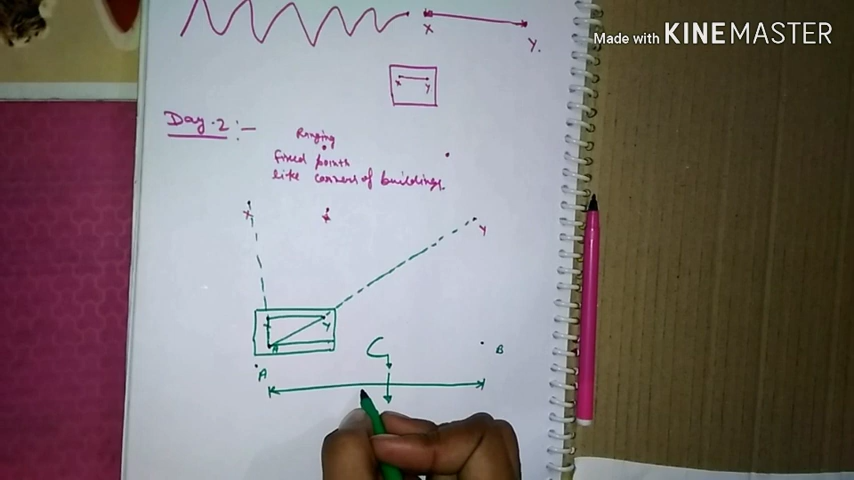 Made with KINEMASTER
X
Y.
X Y
Day-2 :-
Ranging
fixed points
like corners of buildings.
X
Y
Y
A
B
A